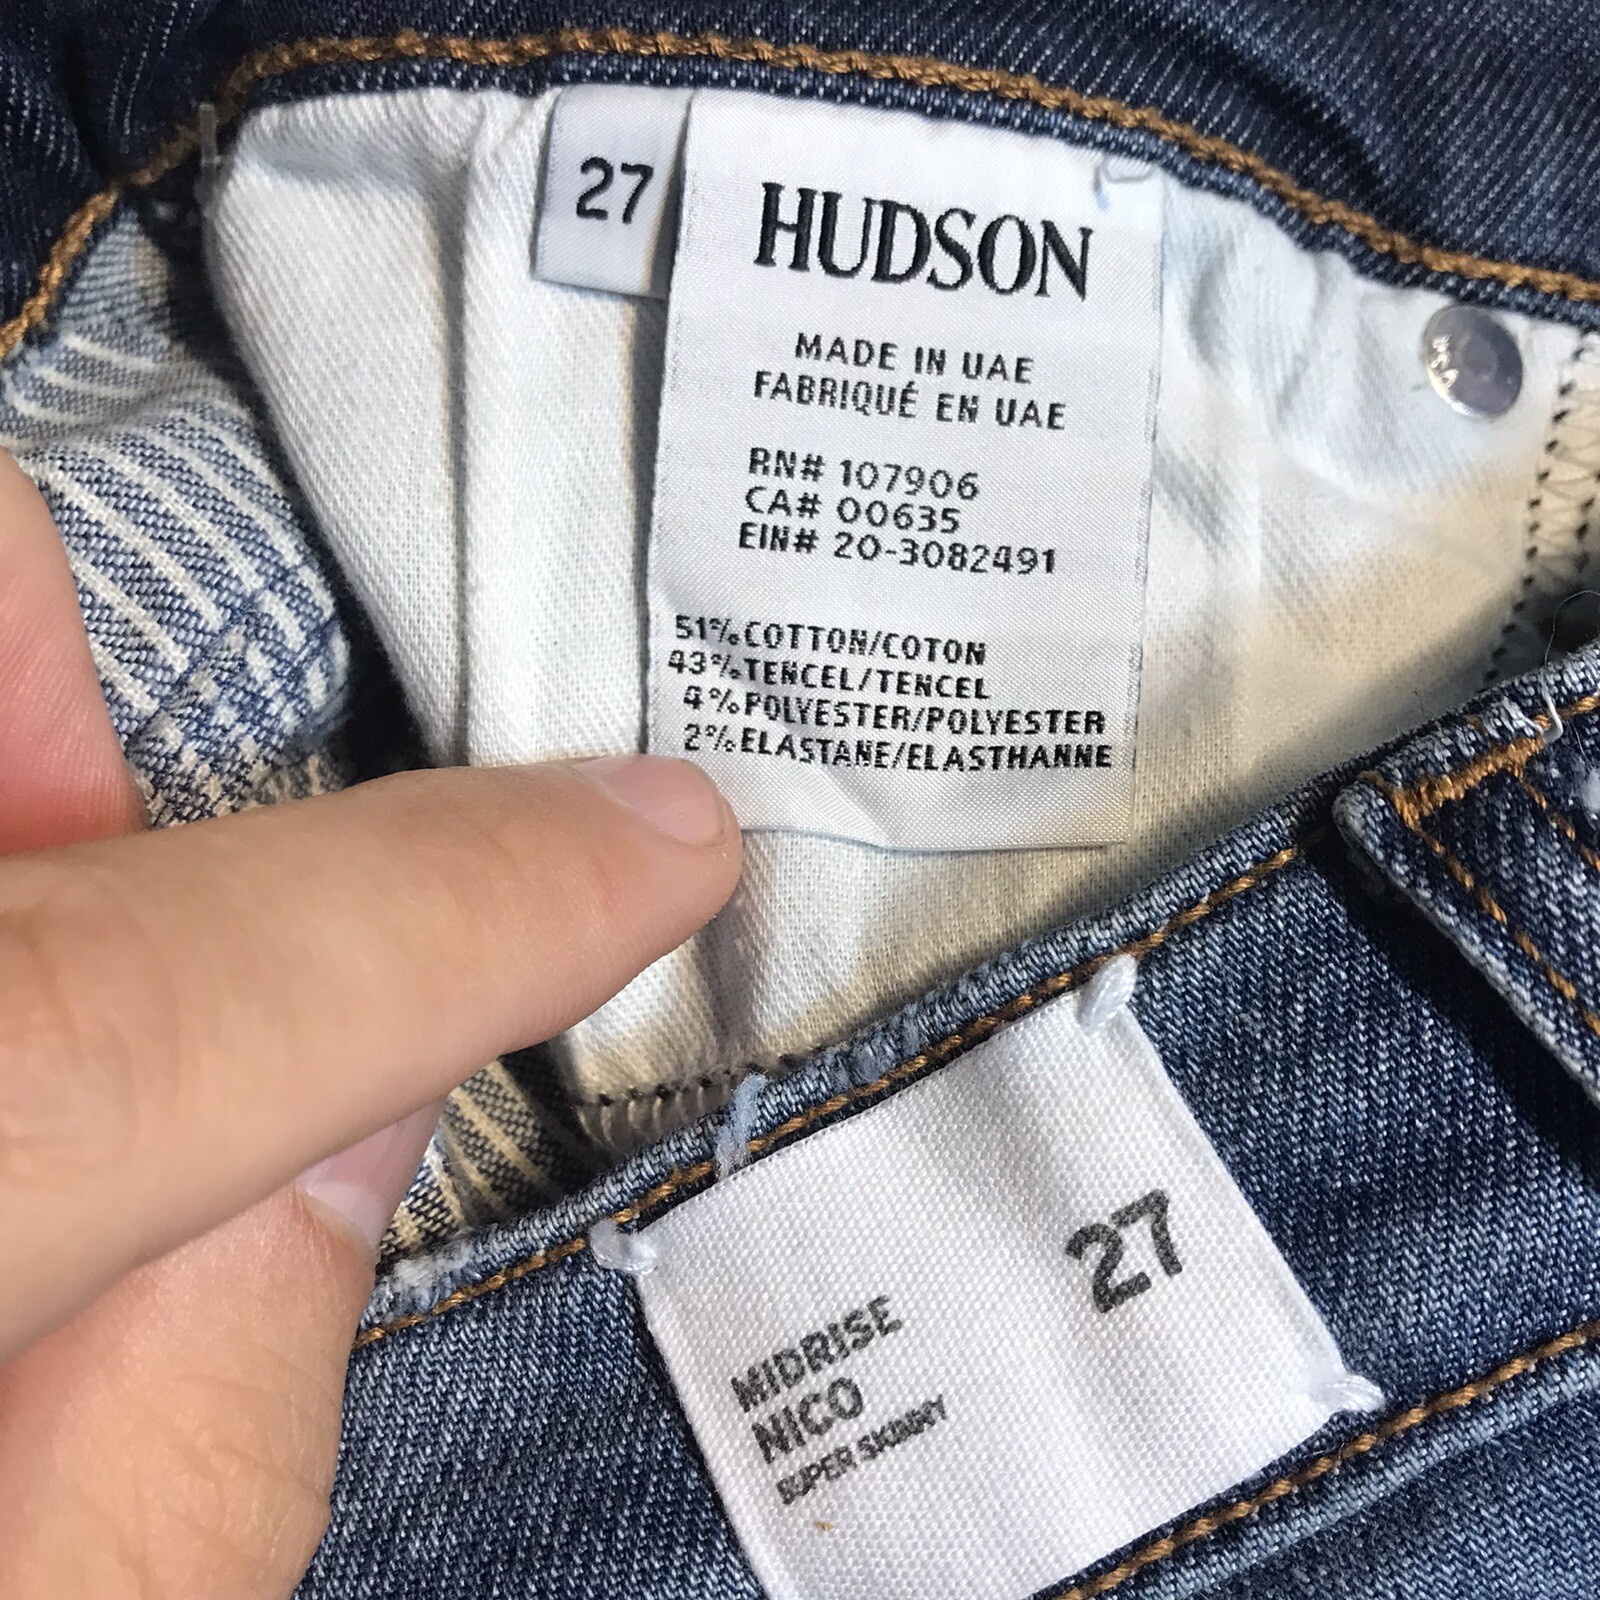 27
HUDSON
MADE IN UAE
FABRIQUÉ EN UAE
RN# 107906
CA# 00635
EIN# 20-3082491
51% COTTON/COTON
43% TENCEL/TENCEL
4% POLYESTER/POLYESTER
2% ELASTANE/ELASTHANNE
27
MIDRISE
NICO
SUPER SKINNY